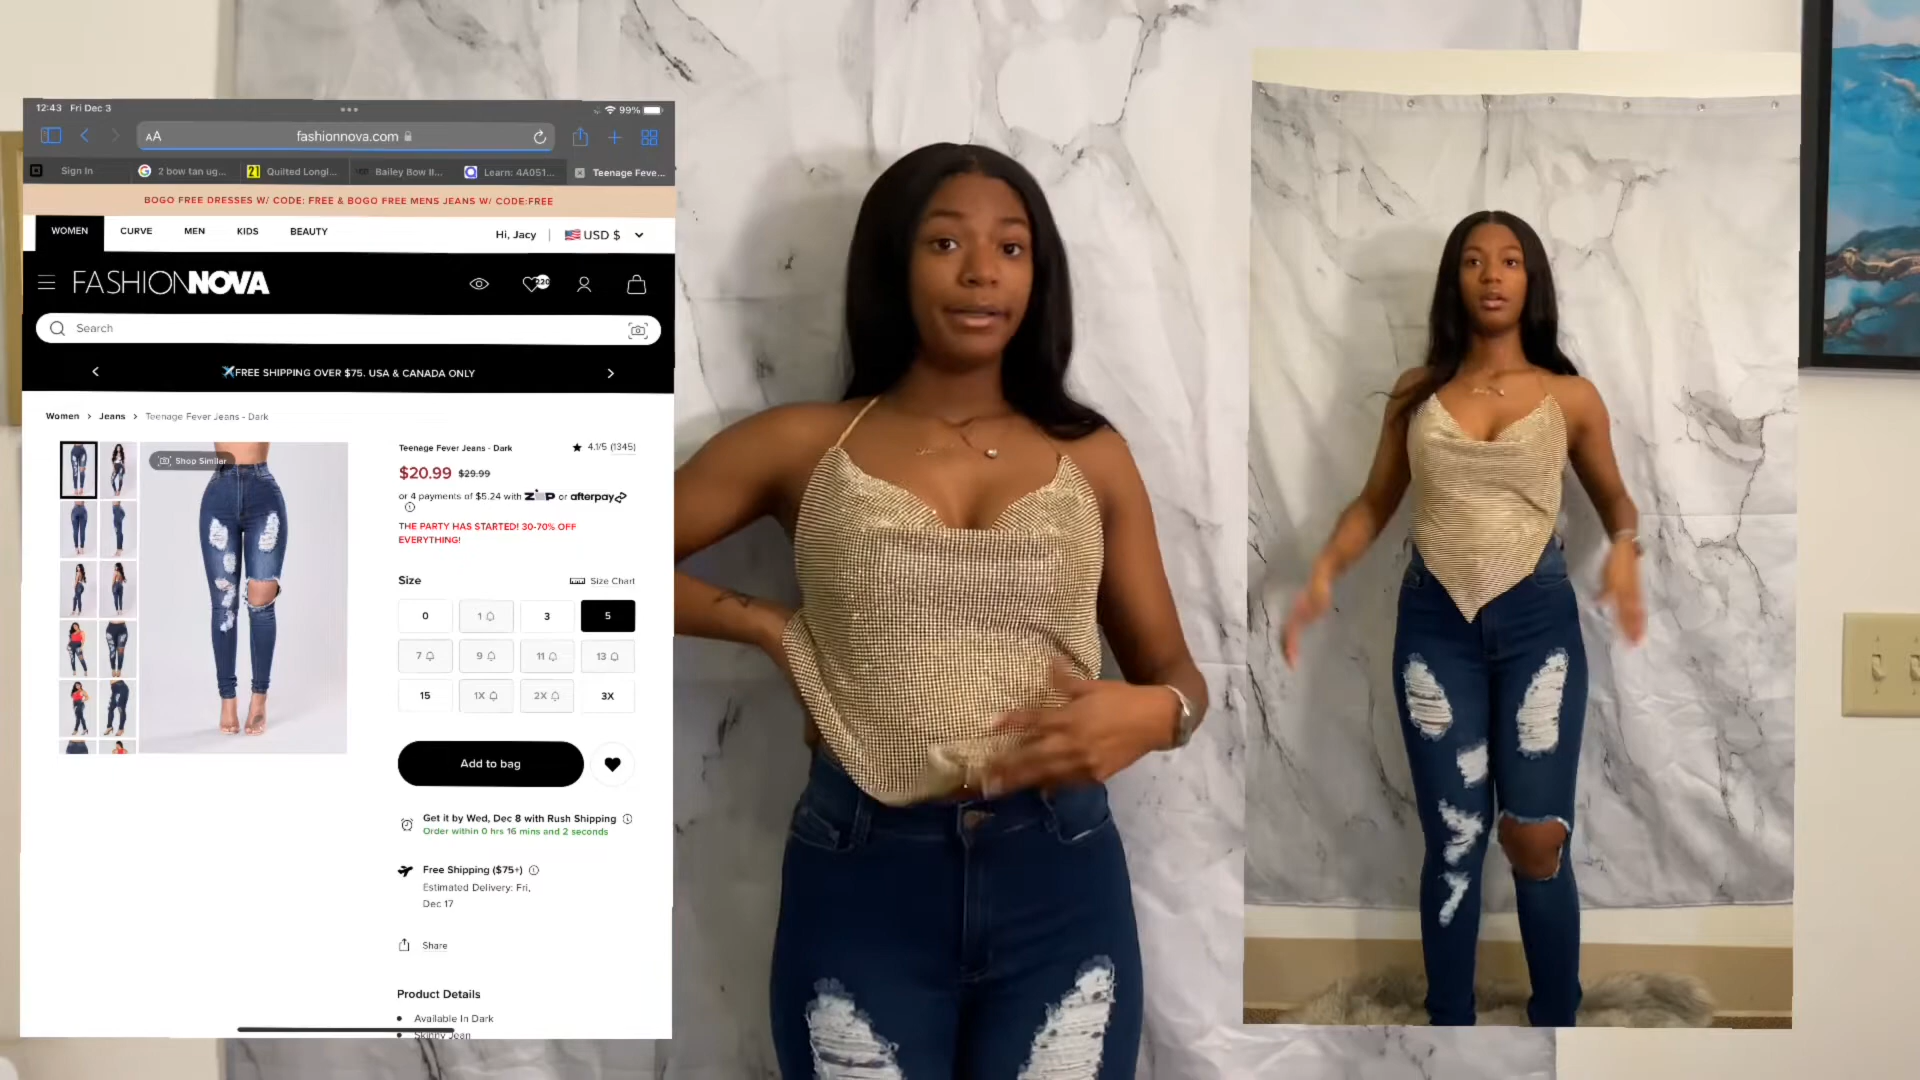 12:43 Fri Dec 3
99%
AA
fashionnova.com
Sign In
2 bow tan ug...
Quilted Longl...
Bailey Bow II...
Learn: 4A051...
Teenage Feve...
BOGO FREE DRESSES W/ CODE: FREE & BOGO FREE MENS JEANS W/ CODE:FREE
WOMEN CURVE MEN KIDS BEAUTY
Hi, Jacy | USD $
FASHIONNOVA
Search
FREE SHIPPING OVER $75. USA & CANADA ONLY
Women > Jeans > Teenage Fever Jeans - Dark
Shop Similar
Teenage Fever Jeans - Dark
4.1/5 (1345)
$20.99 $29.99
or 4 payments of $5.24 with ZIP or afterpay
THE PARTY HAS STARTED! 30-70% OFF
EVERYTHING!
Size
Size Chart
0 1 3 5
7 9 11 13
15 1X 2X 3X
Add to bag
Get it by Wed, Dec 8 with Rush Shipping
Order within 0 hrs 16 mins and 2 seconds
Free Shipping ($75+)
Estimated Delivery: Fri,
Dec 17
Share
Product Details
Available In Dark
Skinny Jean